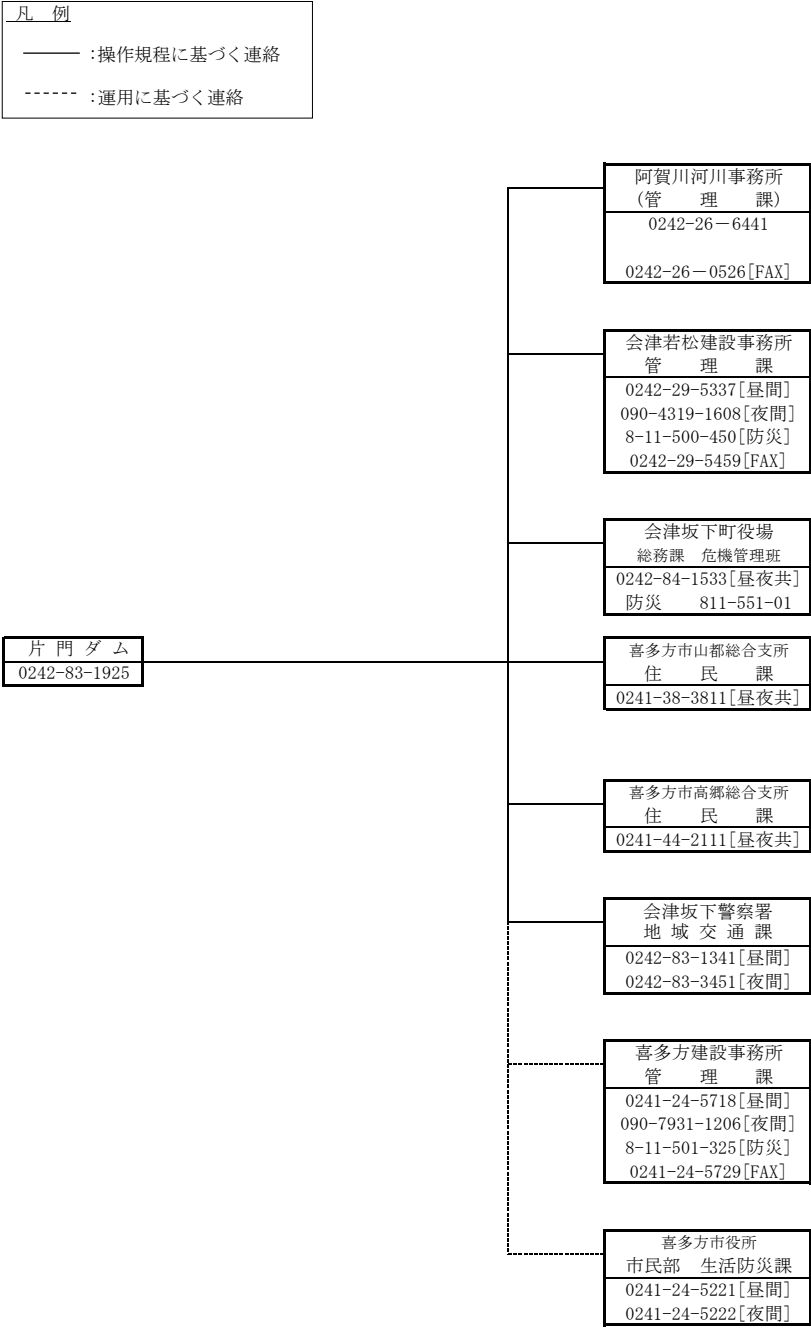 凡　例
:操作規程に基づく連絡
:運用に基づく連絡
阿賀川河川事務所
(管　理　課)
0242-26－6441
0242-26－0526[FAX]
会津若松建設事務所
管　理　課
0242-29-5337[昼間]
090-4319-1608[夜間]
8-11-500-450[防災]
0242-29-5459[FAX]
会津坂下町役場
総務課　危機管理班
0242-84-1533[昼夜共]
防災　811-551-01
片 門 ダ ム
0242-83-1925
喜多方市山都総合支所
住　民　課
0241-38-3811[昼夜共]
喜多方市高郷総合支所
住　民　課
0241-44-2111[昼夜共]
会津坂下警察署
地 域 交 通 課
0242-83-1341[昼間]
0242-83-3451[夜間]
喜多方建設事務所
管　理　課
0241-24-5718[昼間]
090-7931-1206[夜間]
8-11-501-325[防災]
0241-24-5729[FAX]
喜多方市役所
市民部　生活防災課
0241-24-5221[昼間]
0241-24-5222[夜間]